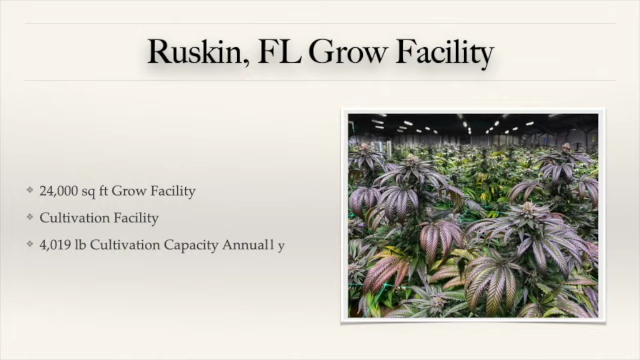 Ruskin, FL Grow Facility
24,000 sq ft Grow Facility
Cultivation Facility
4,019 lb Cultivation Capacity Annuall y